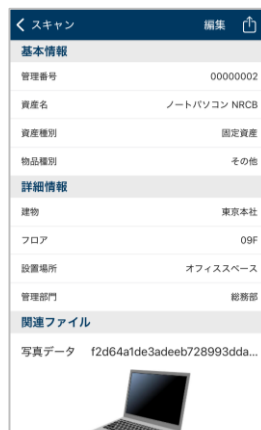 スキャン 編集
基本情報
管理番号 00000002
資産名 ノートパソコン NRCB
資産種別 固定資産
物品種別 その他
詳細情報
建物 東京本社
フロア 09F
設置場所 オフィススペース
管理部門 総務部
関連ファイル
写真データ f2d64a1de3adeeb728993dda...